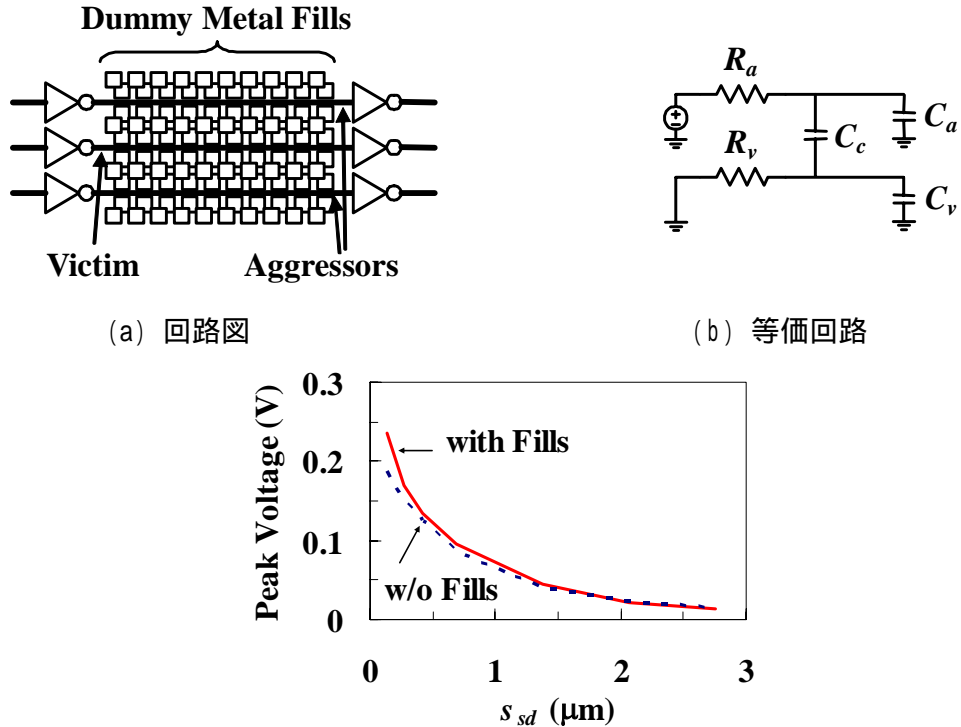 Dummy Metal Fills
Victim
Aggressors
(a) 回路図
R_a
R_v
C_c
C_a
C_v
(b) 等価回路
Peak Voltage (V)
0.3
0.2
0.1
0
with Fills
w/o Fills
0 1 2 3
s_sd (μm)